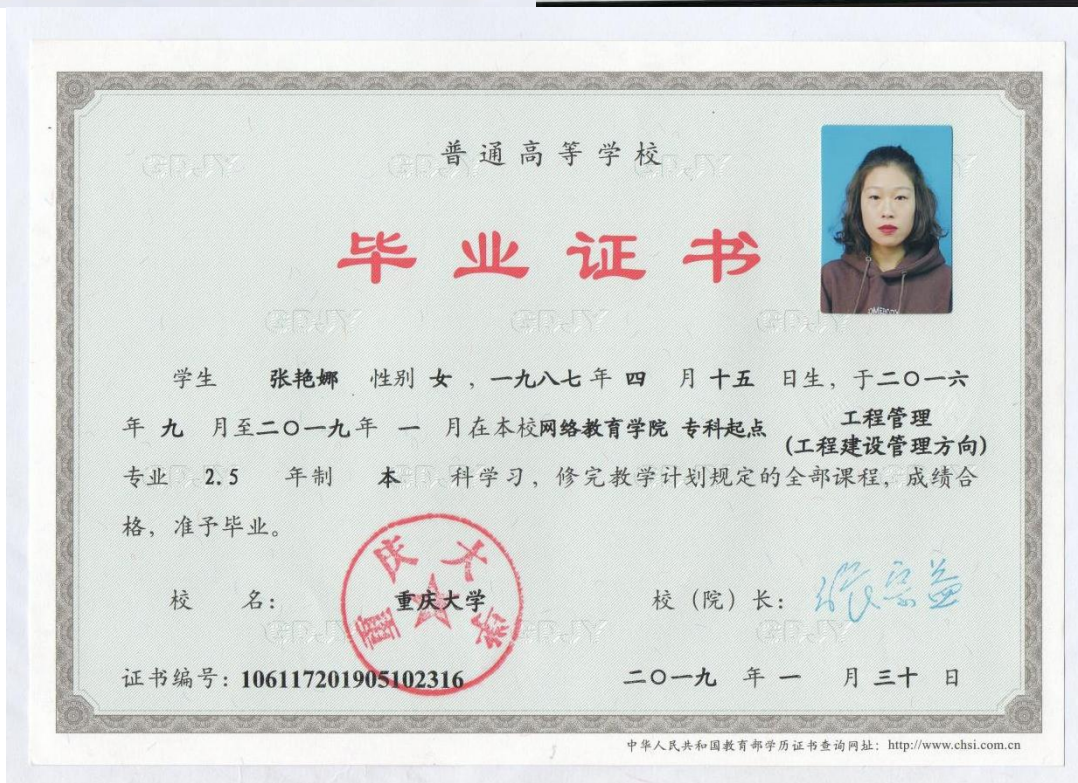 普通高等学校
毕业证书
学生 张艳娜 性别 女 ，一九八七 年 四 月 十五 日生，于二〇一六
年 九 月至二〇一九年 一 月在本校网络教育学院 专科起点 工程管理
(工程建设管理方向)
专业 2.5 年制 本 科学习，修完教学计划规定的全部课程，成绩合
格，准予毕业。
校 名： 重庆大学 校（院）长： 张宗益
重庆大学
证书编号：106117201905102316 二〇一九 年 一 月 三十 日
中华人民共和国教育部学历证书查询网址：http://www.chsi.com.cn